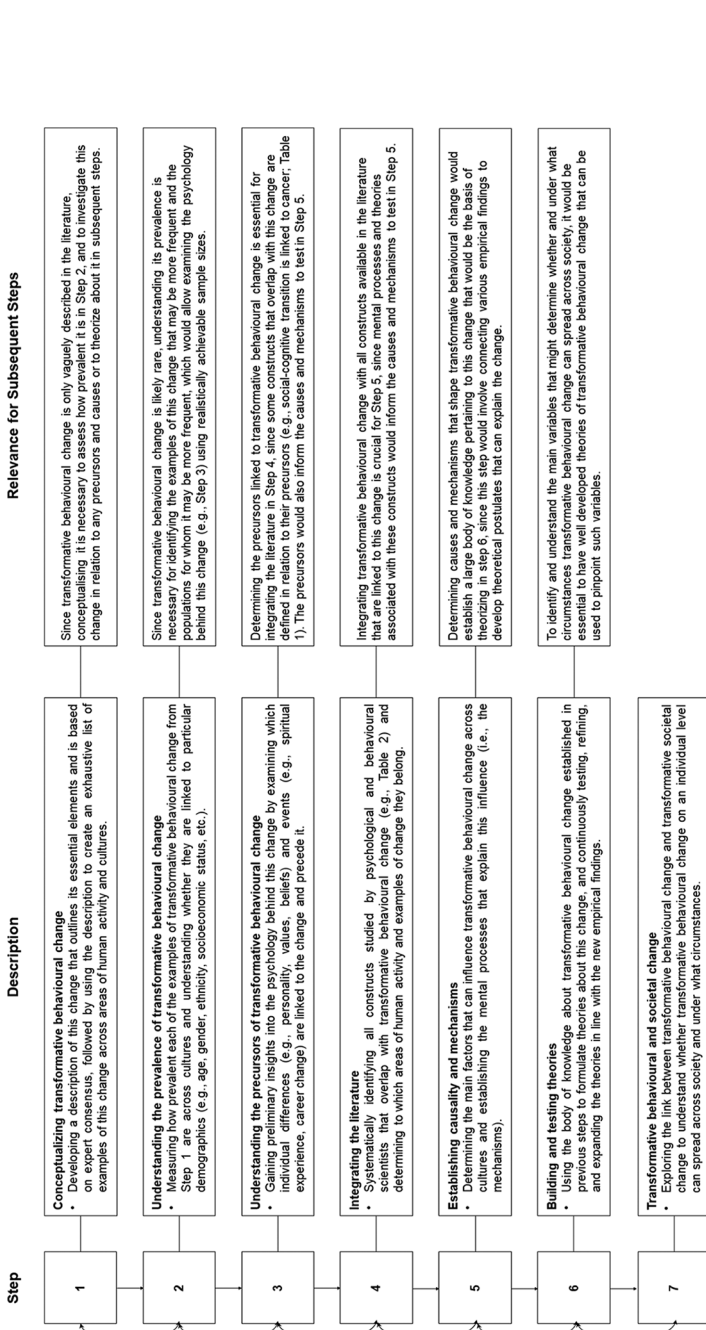 Step
Description
Relevance for Subsequent Steps
1
Conceptualizing transformative behavioural change
• Developing a description of this change that outlines its essential elements and is based
on expert consensus, followed by using the description to create an exhaustive list of
examples of this change across areas of human activity and cultures.
Since transformative behavioural change is only vaguely described in the literature,
conceptualising it is necessary to assess how prevalent it is in Step 2, and to investigate this
change in relation to any precursors and causes or to theorize about it in subsequent steps.
2
Understanding the prevalence of transformative behavioural change
• Measuring how prevalent each of the examples of transformative behavioural change from
Step 1 are across cultures and understanding whether they are linked to particular
demographics (e.g., age, gender, ethnicity, socioeconomic status, etc.).
Since transformative behavioural change is likely rare, understanding its prevalence is
necessary for identifying the examples of this change that may be more frequent and the
populations for whom it may be more frequent, which would allow examining the psychology
behind this change (e.g., Step 3) using realistically achievable sample sizes.
3
Understanding the precursors of transformative behavioural change
• Gaining preliminary insights into the psychology behind this change by examining which
individual differences (e.g., personality, values, beliefs) and events (e.g., spiritual
experience, career change) are linked to the change and precede it.
Determining the precursors linked to transformative behavioural change is essential for
integrating the literature in Step 4, since some constructs that overlap with this change are
defined in relation to their precursors (e.g., social-cognitive transition is linked to cancer; Table
1). The precursors would also inform the causes and mechanisms to test in Step 5.
4
Integrating the literature
• Systematically identifying all constructs studied by psychological and behavioural
scientists that overlap with transformative behavioural change (e.g., Table 2) and
determining to which areas of human activity and examples of change they belong.
Integrating transformative behavioural change with all constructs available in the literature
that are linked to this change is crucial for Step 5, since mental processes and theories
associated with these constructs would inform the causes and mechanisms to test in Step 5.
5
Establishing causality and mechanisms
• Determining the main factors that can influence transformative behavioural change across
cultures and establishing the mental processes that explain this influence (i.e., the
mechanisms).
Determining causes and mechanisms that shape transformative behavioural change would
establish a large body of knowledge pertaining to this change that would be the basis of
theorizing in step 6, since this step would involve connecting various empirical findings to
develop theoretical postulates that can explain the change.
6
Building and testing theories
• Using the body of knowledge about transformative behavioural change established in
previous steps to formulate theories about this change, and continuously testing, refining,
and expanding the theories in line with the new empirical findings.
To identify and understand the main variables that might determine whether and under what
circumstances transformative behavioural change can spread across society, it would be
essential to have well developed theories of transformative behavioural change that can be
used to pinpoint such variables.
7
Transformative behavioural and societal change
• Exploring the link between transformative behavioural change and transformative societal
change to understand whether transformative behavioural change on an individual level
can spread across society and under what circumstances.